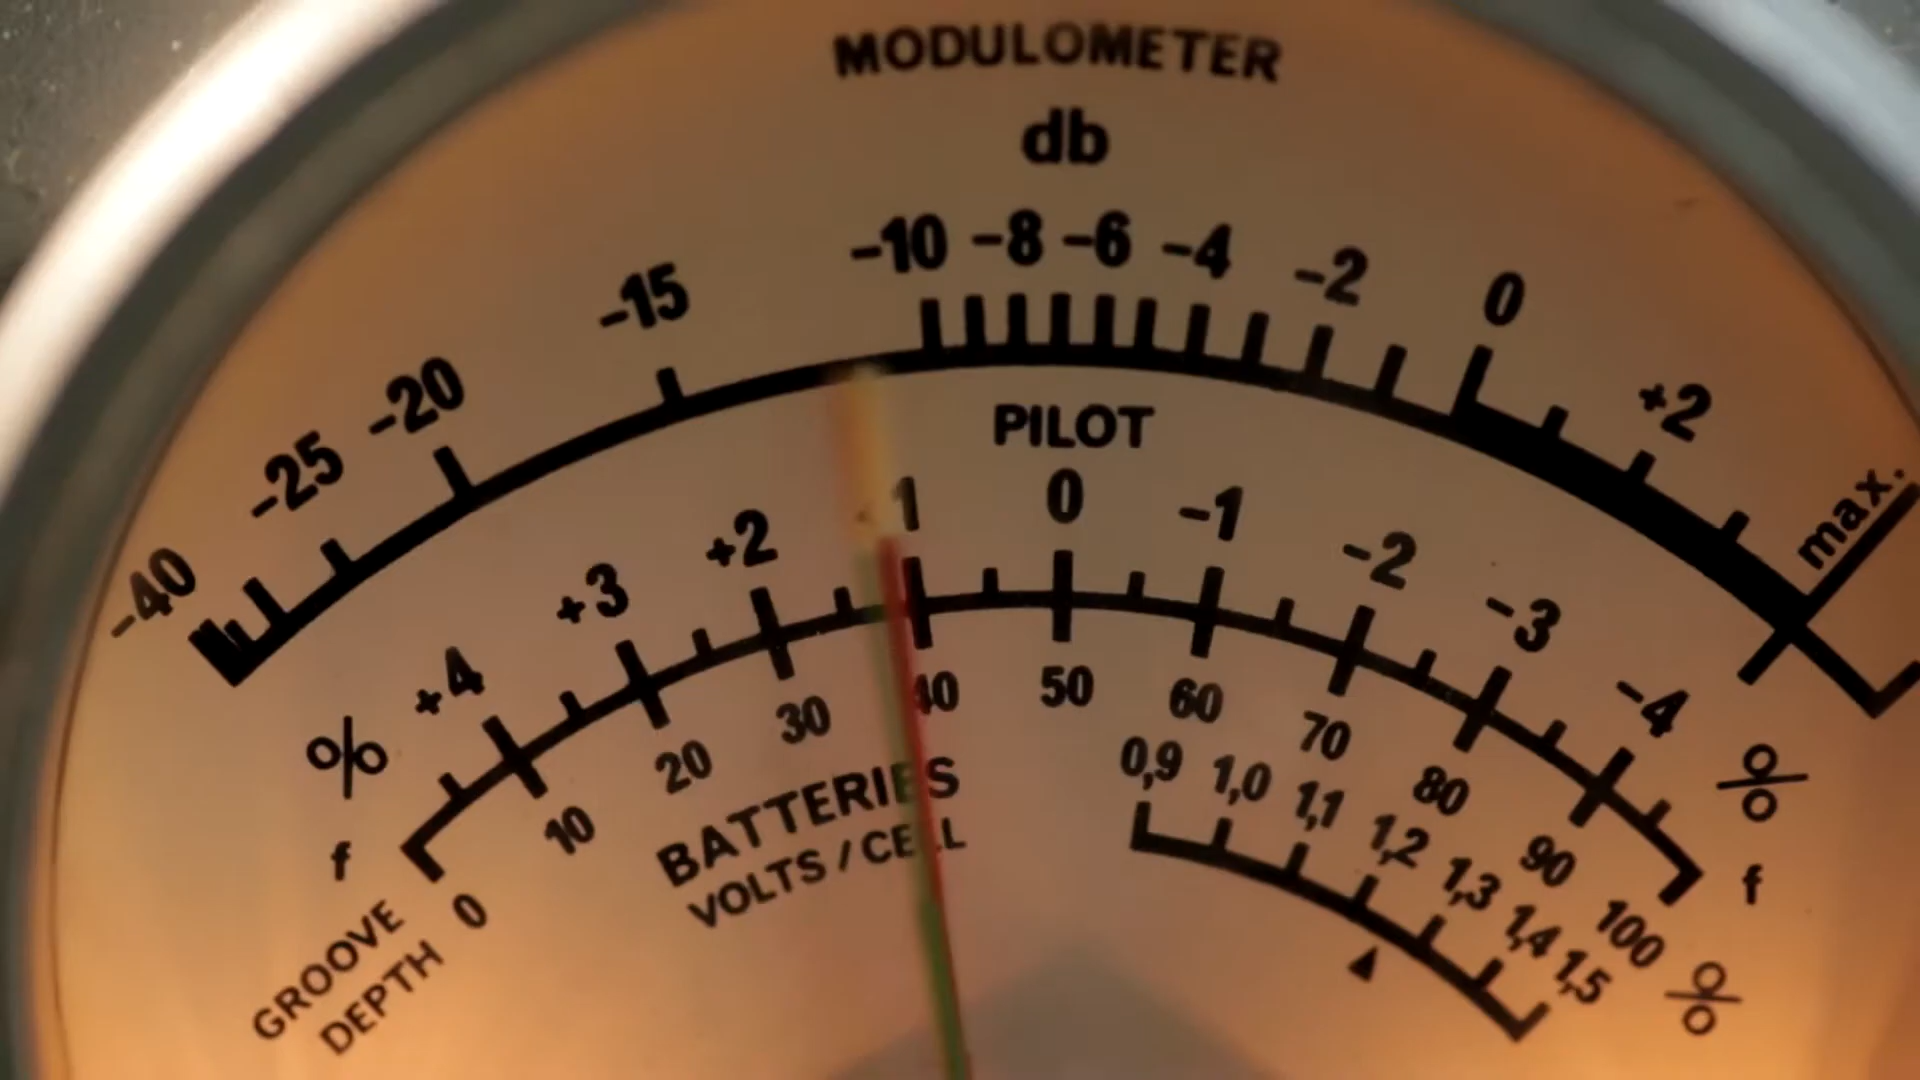 MODULOMETER
db
-40 -25 -20 -15 -10 -8 -6 -4 -2 0 +2 max.
PILOT
% +4 +3 +2 1 0 -1 -2 -3 -4 %
f f
0 10 20 30 40 50 60 70 80 90 100 %
GROOVE
DEPTH
BATTERIES
VOLTS / CELL
0,9 1,0 1,1 1,2 1,3 1,4 1,5